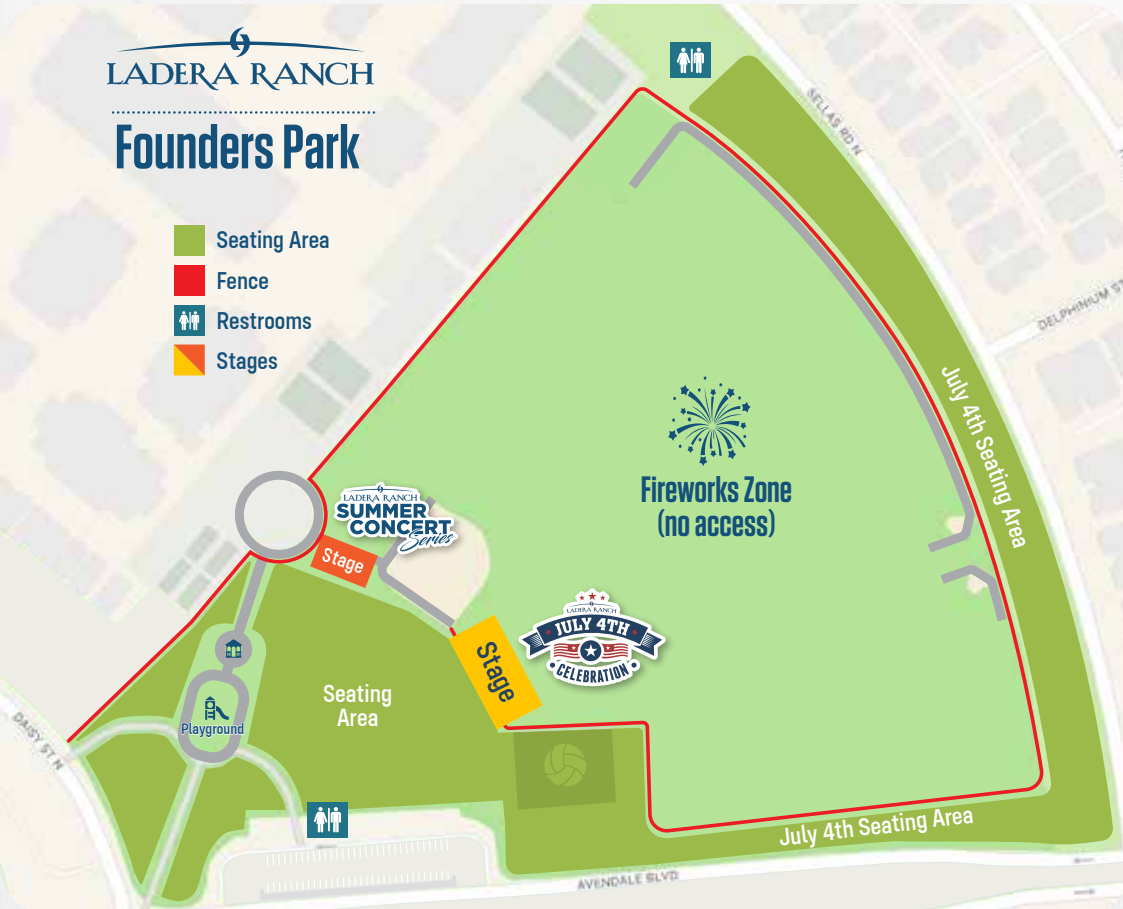 LADERA RANCH
Founders Park
Seating Area
Fence
Restrooms
Stages
SELLAS RD N
DELPHINIUM ST
July 4th Seating Area
Fireworks Zone
(no access)
LADERA RANCH
SUMMER
CONCERT
Series
Stage
LADERA RANCH
JULY 4TH
CELEBRATION
Stage
Seating
Area
Playground
DAISY ST N
July 4th Seating Area
AVENDALE BLVD